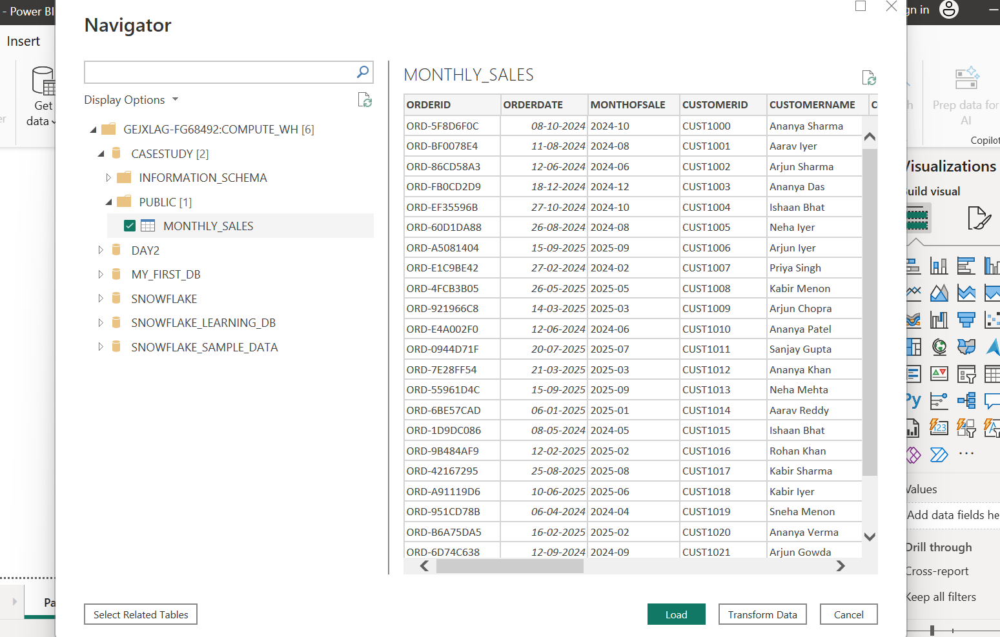 - Power BI
Insert
Get
data
Navigator
Display Options
GEJXLAG-FG68492:COMPUTE_WH [6]
CASESTUDY [2]
INFORMATION_SCHEMA
PUBLIC [1]
MONTHLY_SALES
DAY2
MY_FIRST_DB
SNOWFLAKE
SNOWFLAKE_LEARNING_DB
SNOWFLAKE_SAMPLE_DATA
MONTHLY_SALES
ORDERID ORDERDATE MONTHOFSALE CUSTOMERID CUSTOMERNAME
ORD-5F8D6F0C 08-10-2024 2024-10 CUST1000 Ananya Sharma
ORD-BF0078E4 11-08-2024 2024-08 CUST1001 Aarav Iyer
ORD-86CD58A3 12-06-2024 2024-06 CUST1002 Arjun Sharma
ORD-FB0CD2D9 18-12-2024 2024-12 CUST1003 Ananya Das
ORD-EF35596B 27-10-2024 2024-10 CUST1004 Ishaan Bhat
ORD-60D1DA88 26-08-2024 2024-08 CUST1005 Neha Iyer
ORD-A5081404 15-09-2025 2025-09 CUST1006 Arjun Iyer
ORD-E1C9BE42 27-02-2024 2024-02 CUST1007 Priya Singh
ORD-4FCB3B05 26-05-2025 2025-05 CUST1008 Kabir Menon
ORD-921966C8 14-03-2025 2025-03 CUST1009 Arjun Chopra
ORD-E4A002F0 12-06-2024 2024-06 CUST1010 Ananya Patel
ORD-0944D71F 20-07-2025 2025-07 CUST1011 Sanjay Gupta
ORD-7E28FF54 21-03-2025 2025-03 CUST1012 Ananya Khan
ORD-55961D4C 15-09-2025 2025-09 CUST1013 Neha Mehta
ORD-6BE57CAD 06-01-2025 2025-01 CUST1014 Aarav Reddy
ORD-1D9DC086 08-05-2024 2024-05 CUST1015 Ishaan Bhat
ORD-9B484AF9 12-02-2025 2025-02 CUST1016 Rohan Khan
ORD-42167295 25-08-2025 2025-08 CUST1017 Kabir Sharma
ORD-A91119D6 10-06-2025 2025-06 CUST1018 Kabir Iyer
ORD-951CD78B 06-04-2024 2024-04 CUST1019 Sneha Menon
ORD-B6A75DA5 16-02-2025 2025-02 CUST1020 Ananya Verma
ORD-6D74C638 12-09-2024 2024-09 CUST1021 Arjun Gowda
Select Related Tables
Load
Transform Data
Cancel
gn in
Prep data for
AI
Copilot
Visualizations
uild visual
Py
123
Values
Add data fields he
Drill through
Cross-report
Keep all filters
Pa